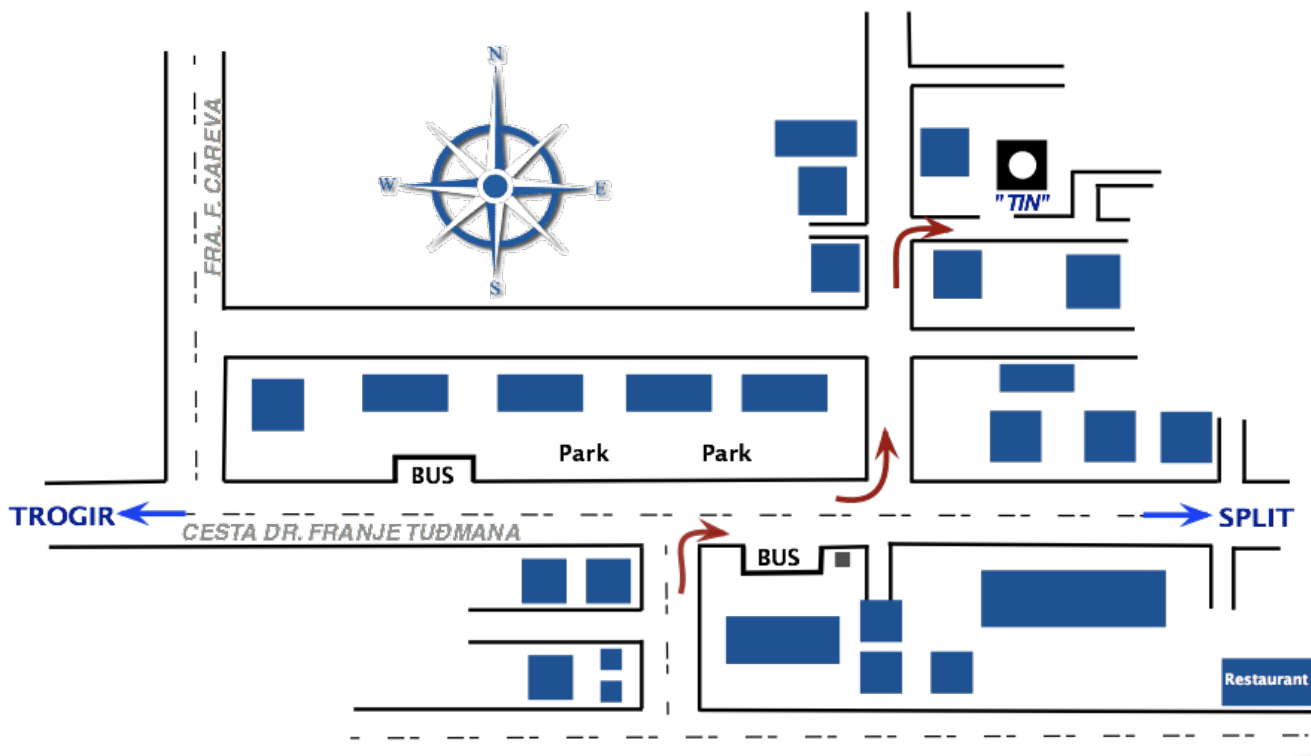 N
W
E
S
FRA. F. CAREVA
"TIN"
Park
Park
BUS
TROGIR
SPLIT
CESTA DR. FRANJE TUĐMANA
BUS
Restaurant